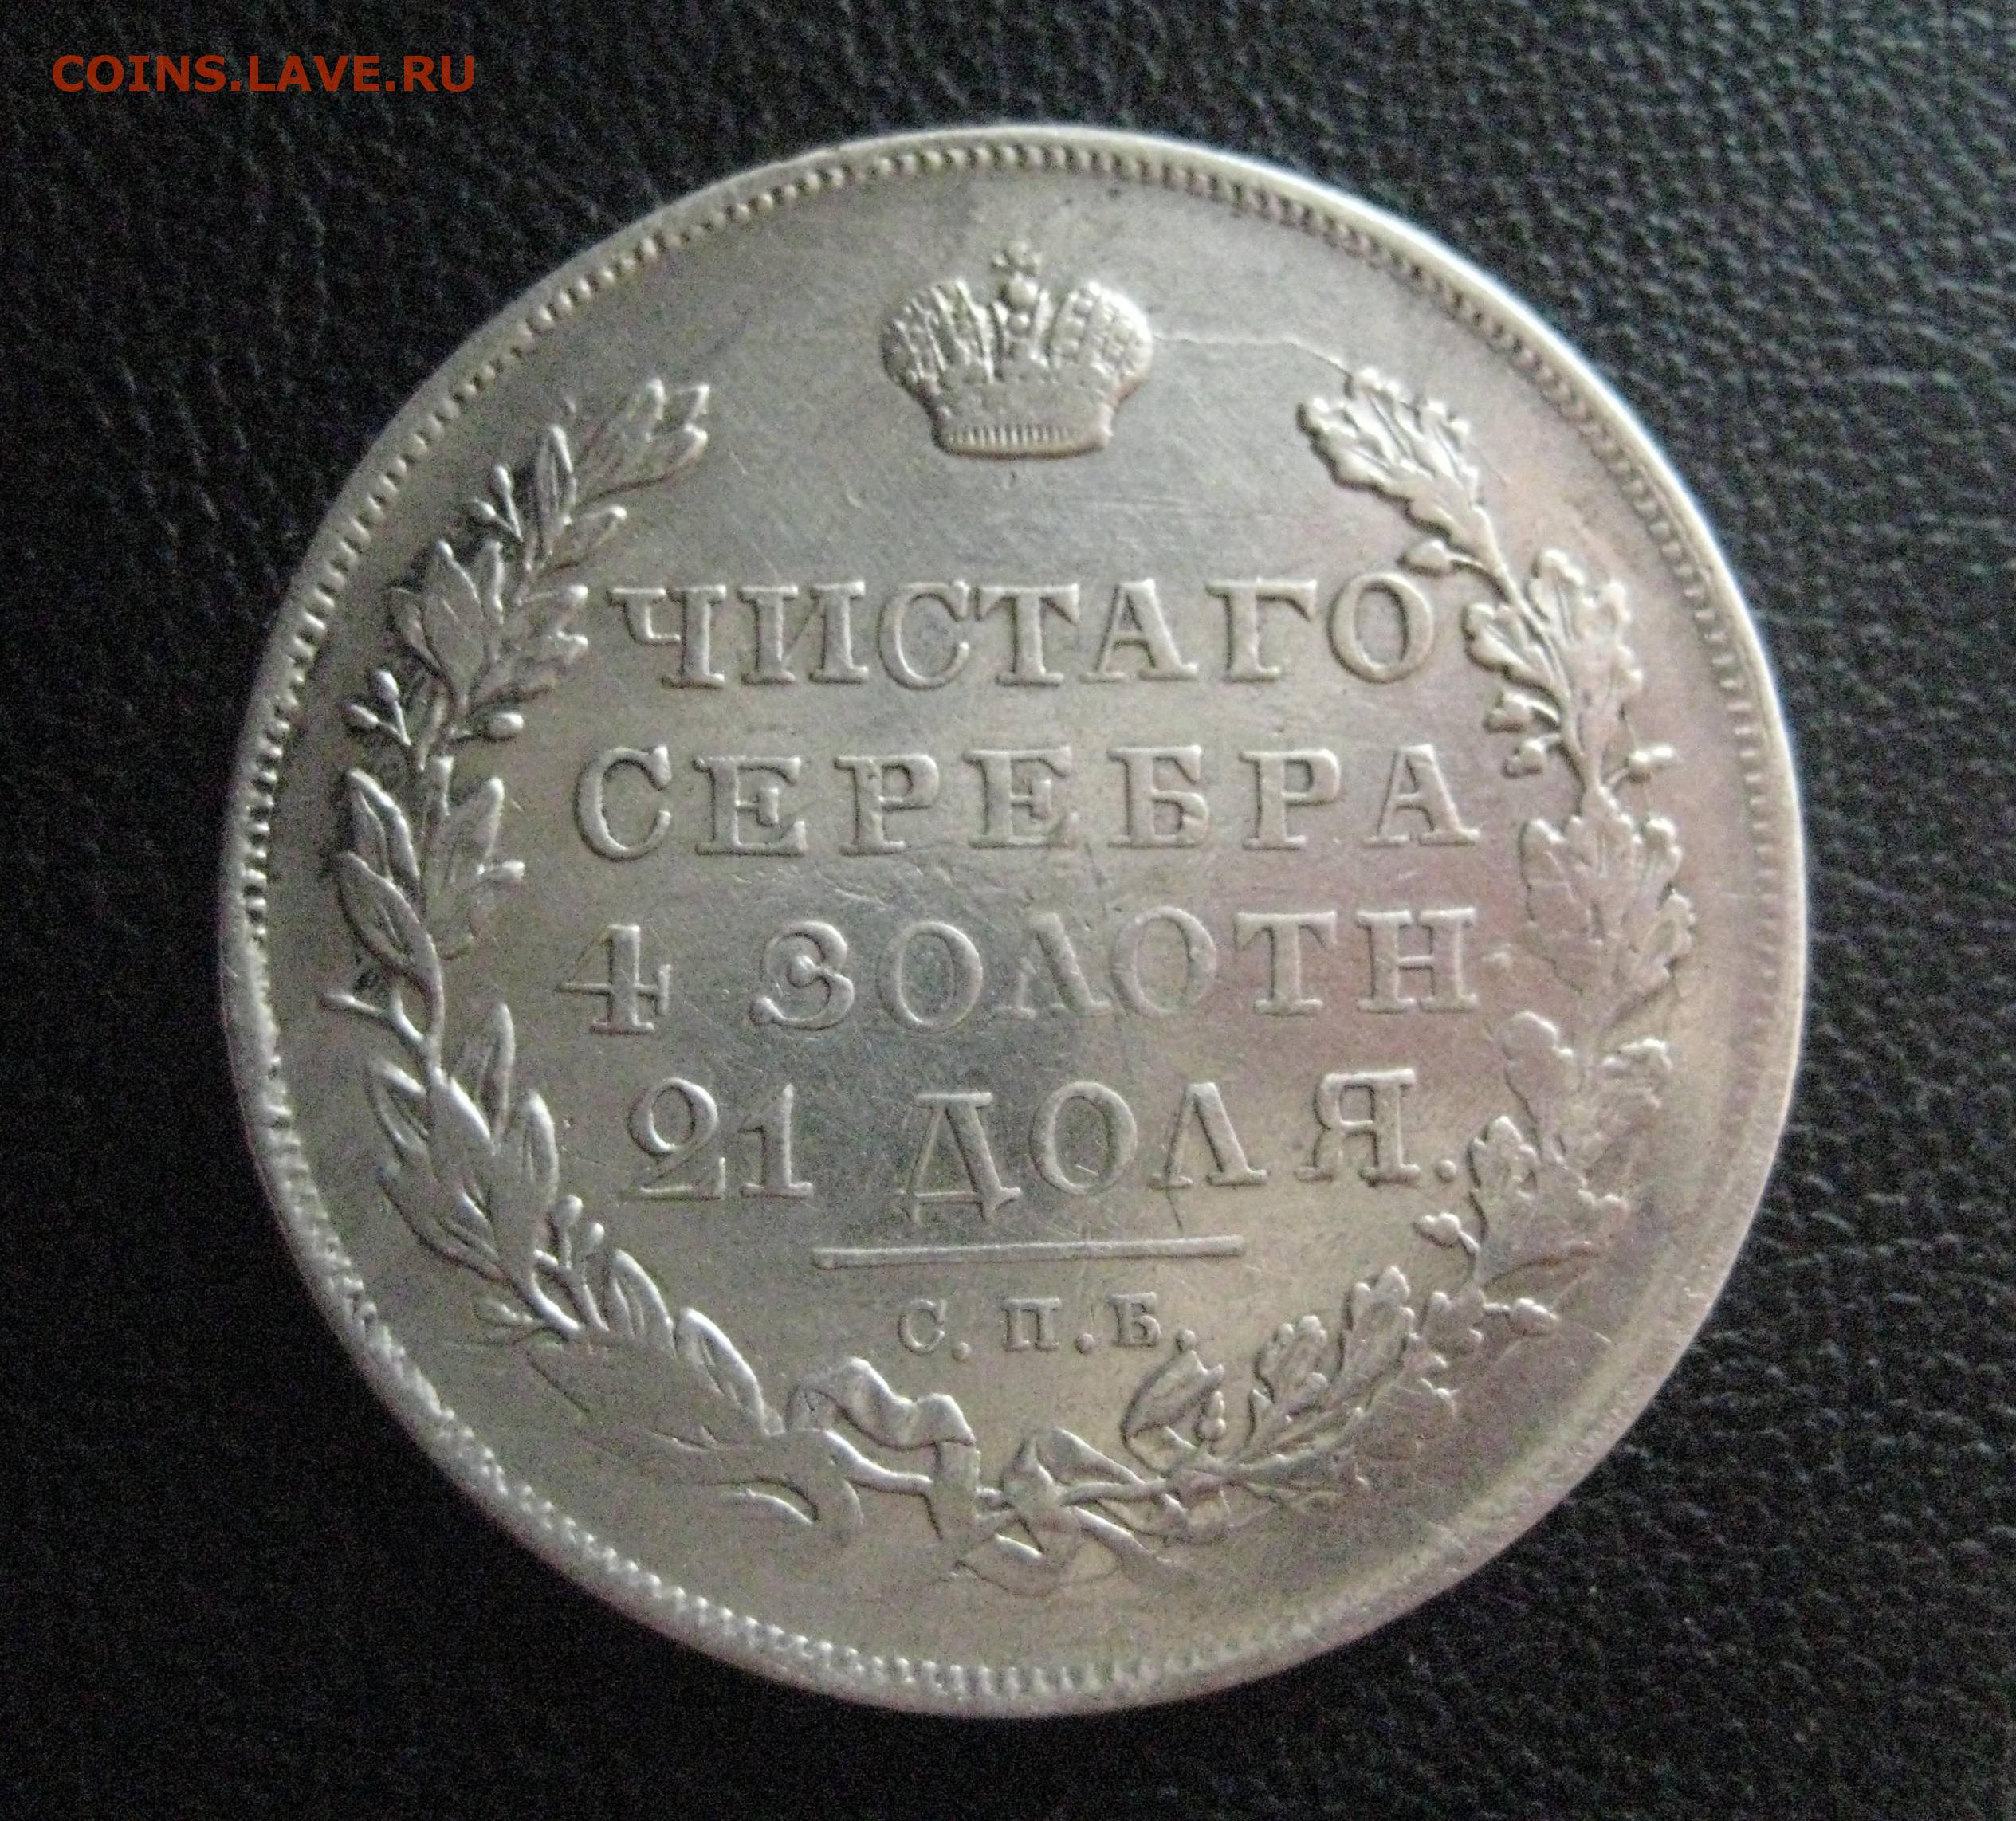 COINS.LAVE.RU
ЧИСТАГО
СЕРЕБРА
4 ЗОЛОТН
21 ДОЛЯ.
С.П.Б.